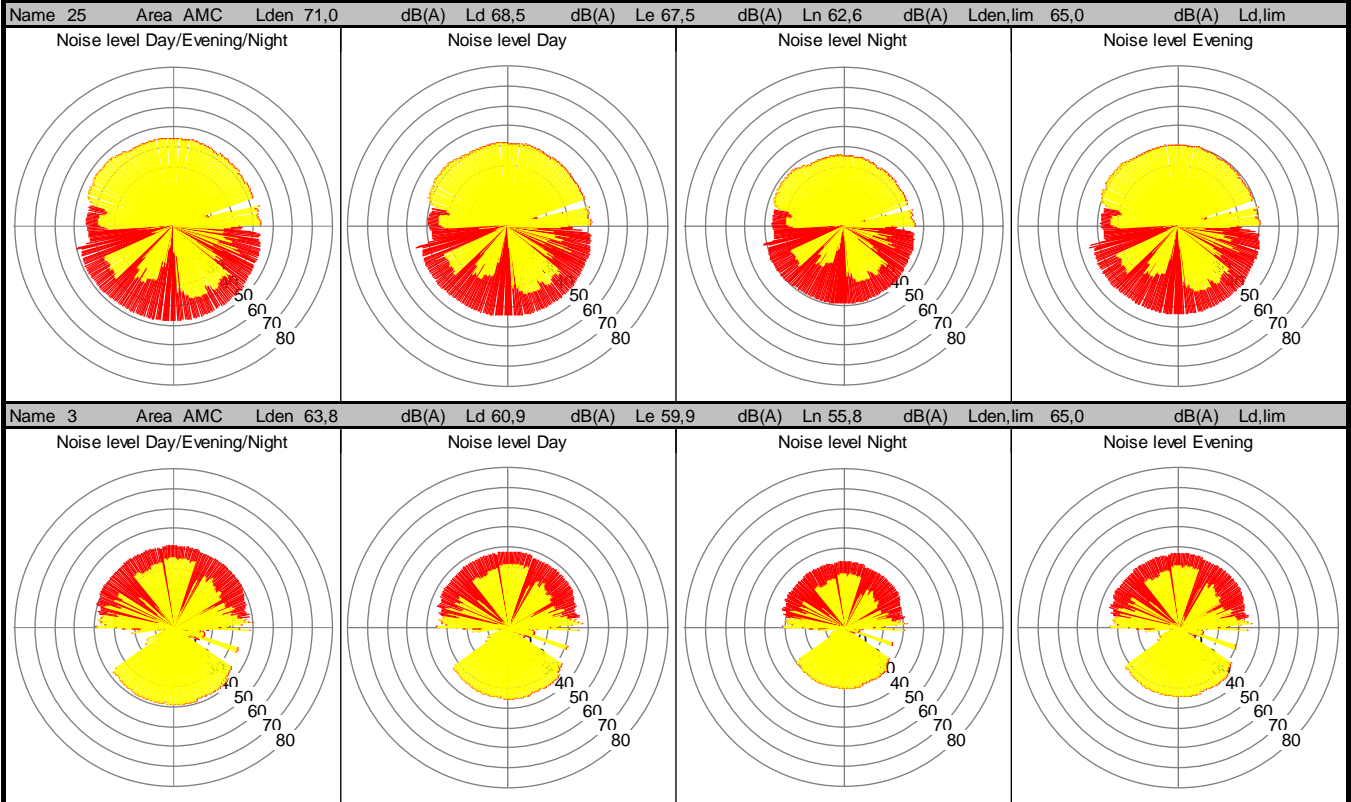 Name 25 Area AMC Lden 71,0 dB(A) Ld 68,5 dB(A) Le 67,5 dB(A) Ln 62,6 dB(A) Lden,lim 65,0 dB(A) Ld,lim
Noise level Day/Evening/Night Noise level Day Noise level Night Noise level Evening
40 40
50 50 50 50
60 60 60 60
70 70 70 70
80 80 80 80
Name 3 Area AMC Lden 63,8 dB(A) Ld 60,9 dB(A) Le 59,9 dB(A) Ln 55,8 dB(A) Lden,lim 65,0 dB(A) Ld,lim
Noise level Day/Evening/Night Noise level Day Noise level Night Noise level Evening
40 40 40 40
50 50 50 50
60 60 60 60
70 70 70 70
80 80 80 80